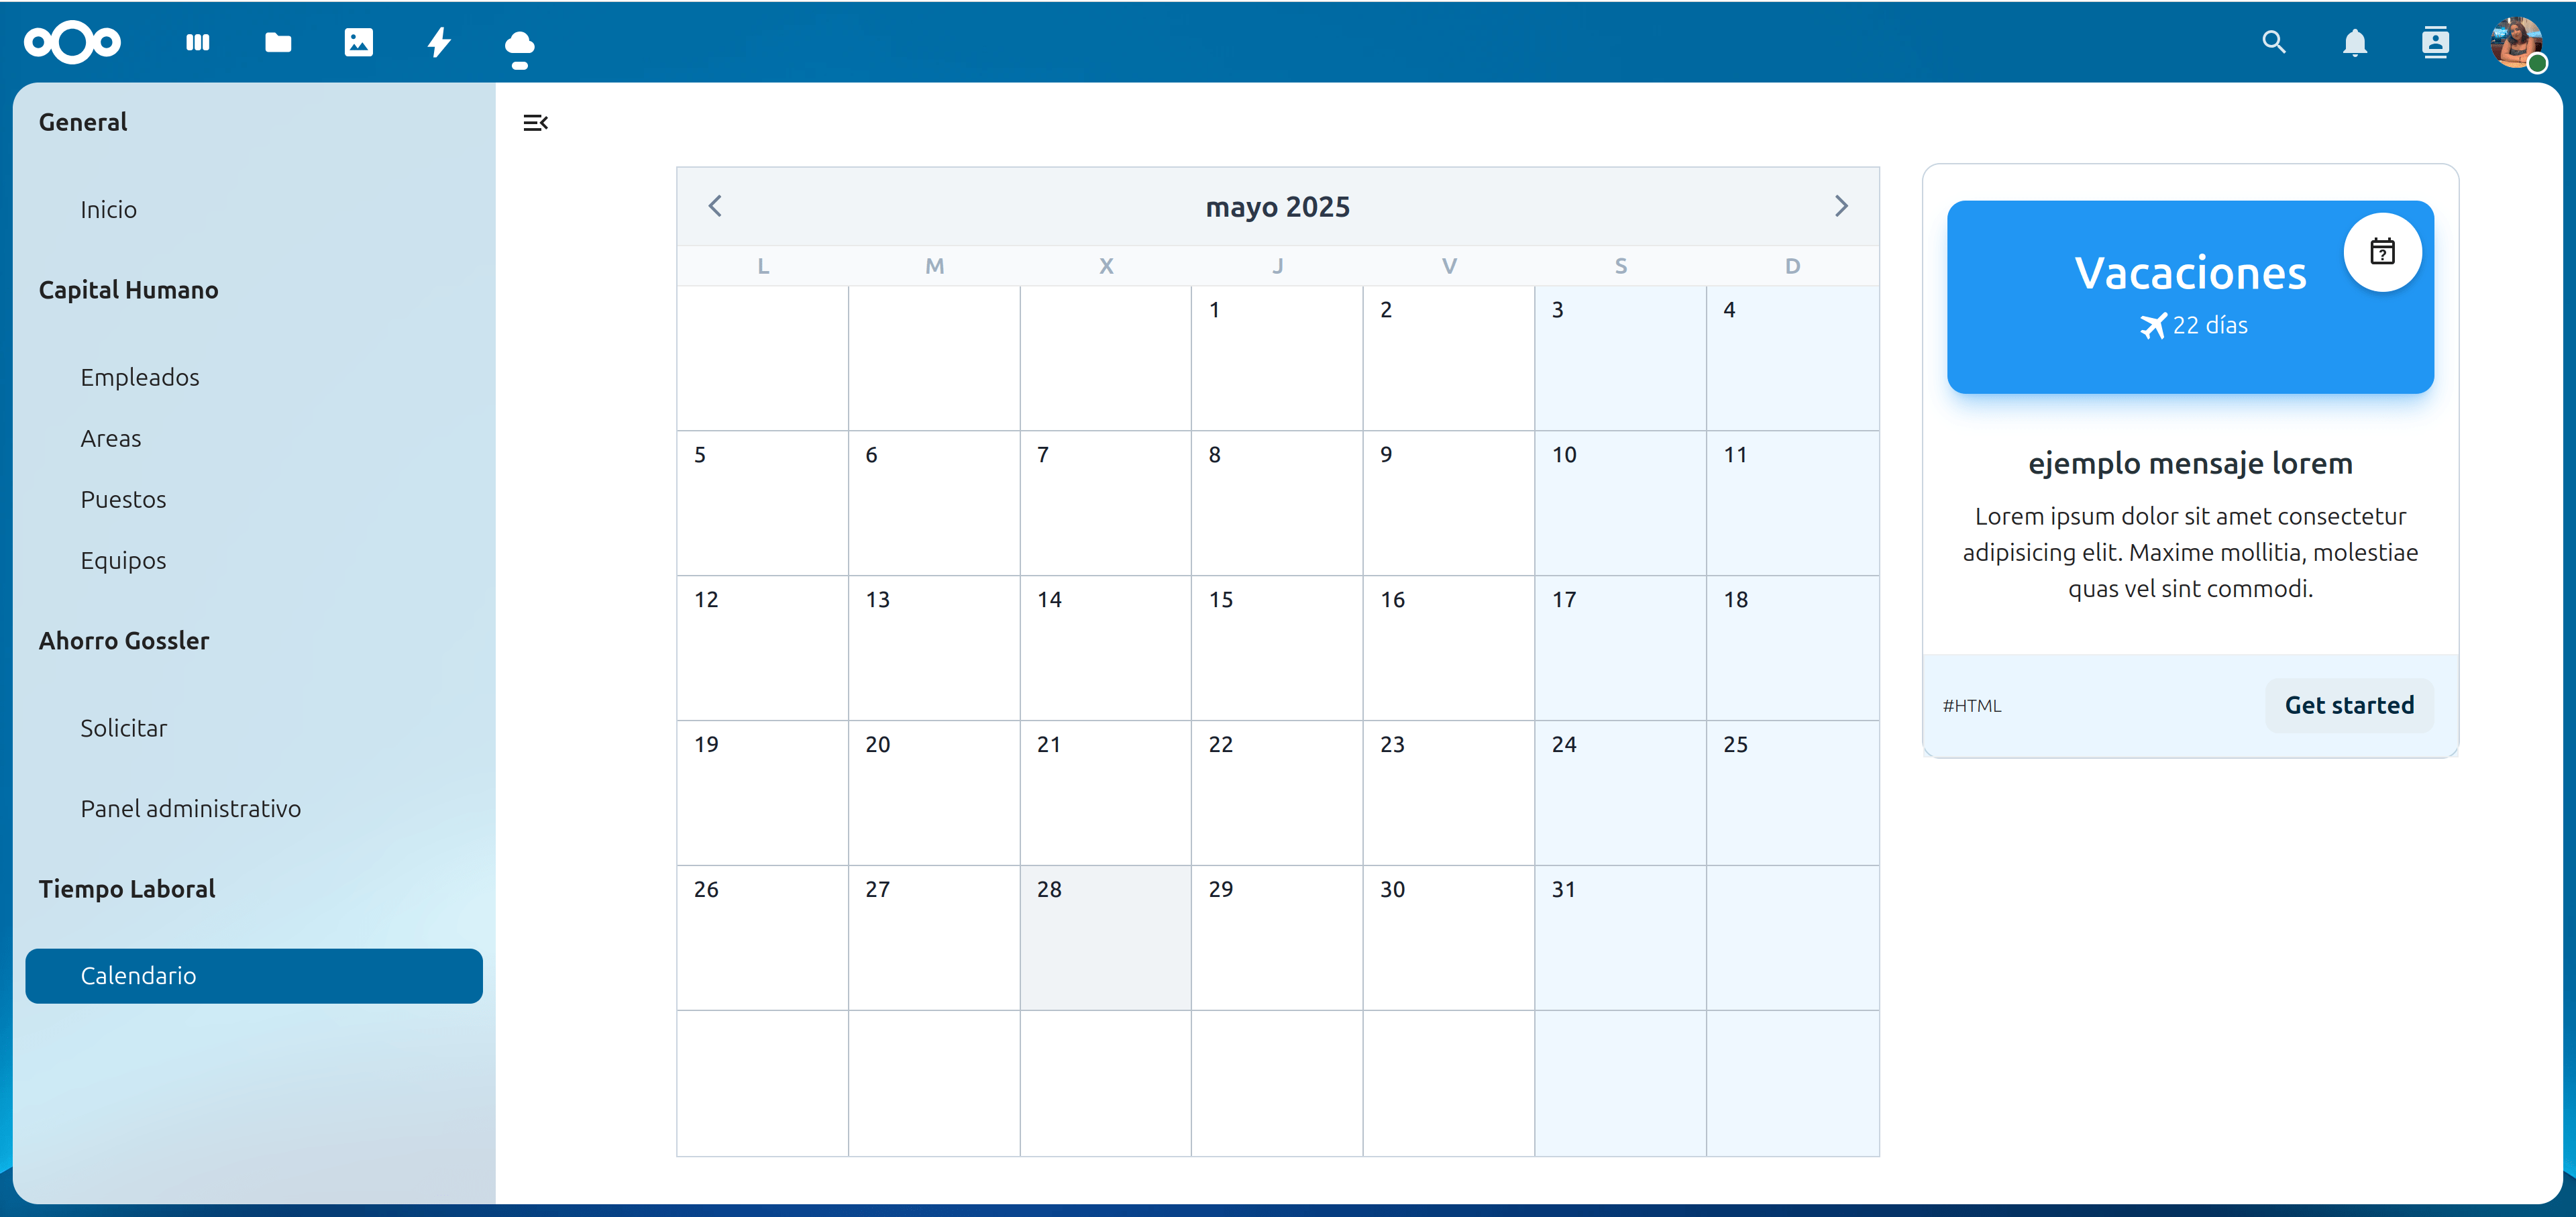 General
Inicio
Capital Humano
Empleados
Areas
Puestos
Equipos
Ahorro Gossler
Solicitar
Panel administrativo
Tiempo Laboral
Calendario
mayo 2025
L M X J V S D
1 2 3 4
5 6 7 8 9 10 11
12 13 14 15 16 17 18
19 20 21 22 23 24 25
26 27 28 29 30 31
Vacaciones
22 días
ejemplo mensaje lorem
Lorem ipsum dolor sit amet consectetur
adipisicing elit. Maxime mollitia, molestiae
quas vel sint commodi.
#HTML
Get started